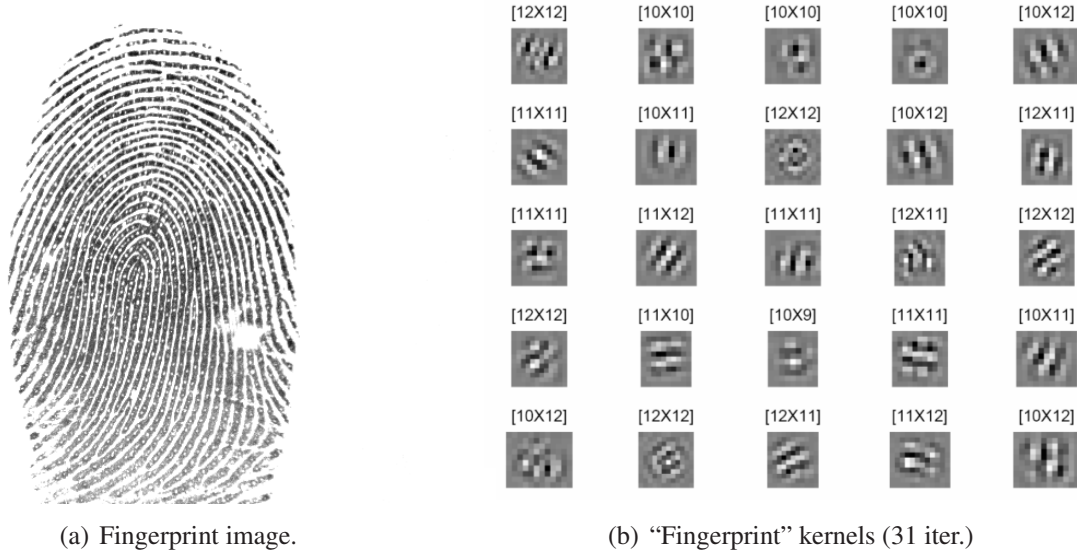 [12X12] [10X10] [10X10] [10X10] [10X12]
[11X11] [10X11] [12X12] [10X12] [12X11]
[11X11] [11X12] [11X11] [12X11] [12X12]
[12X12] [11X10] [10X9] [11X11] [10X11]
[10X12] [12X12] [12X11] [11X12] [10X12]
(a) Fingerprint image.
(b) “Fingerprint” kernels (31 iter.)